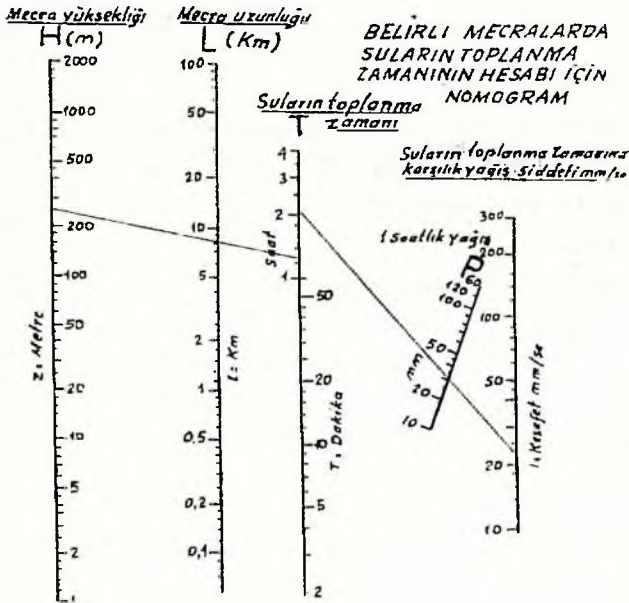 Mecra yüksekliği
H (m)
Mecra uzunluğu
L (Km)
BELİRLİ MECRALARDA
SULARIN TOPLANMA
ZAMANININ HESABI İÇİN
NOMOGRAM
Suların toplanma
T zamanı
Suların toplanma zamanına
karşılık yağış şiddeti mm/sa
2000
1000
500
200
100
50
20
10
5
2
1
Z: Metre
100
50
20
10
5
2
1
0,5
0,2
0,1
L: Km
4
3
2
1
Saat
50
20
10
5
2
T: Dakika
1 Saatlik yağış
P
60
120
100
50
20
10
mm
300
200
100
50
20
10
I: Kesafet mm/sa